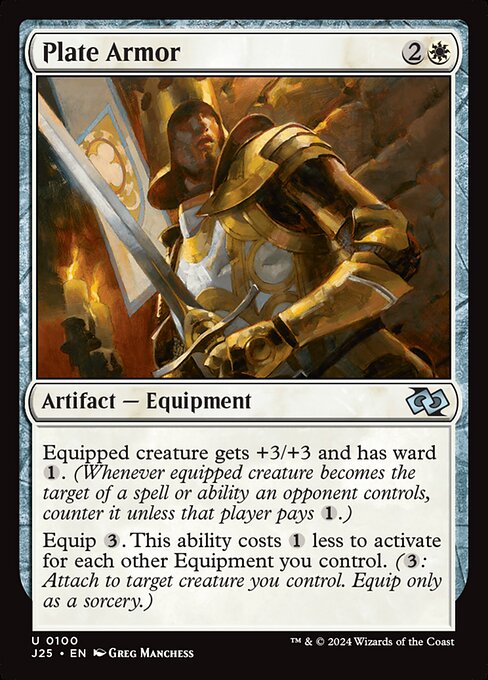 Plate Armor 2
Artifact — Equipment
Equipped creature gets +3/+3 and has ward
1. (Whenever equipped creature becomes the
target of a spell or ability an opponent controls,
counter it unless that player pays 1.)
Equip 3. This ability costs 1 less to activate
for each other Equipment you control. (3:
Attach to target creature you control. Equip only
as a sorcery.)
U 0100
J25 • EN Greg Manchess
™ & © 2024 Wizards of the Coast